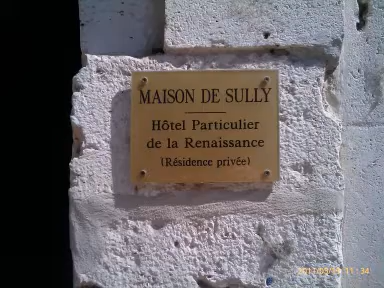 MAISON DE SULLY
Hôtel Particulier
de la Renaissance
(Résidence privée)